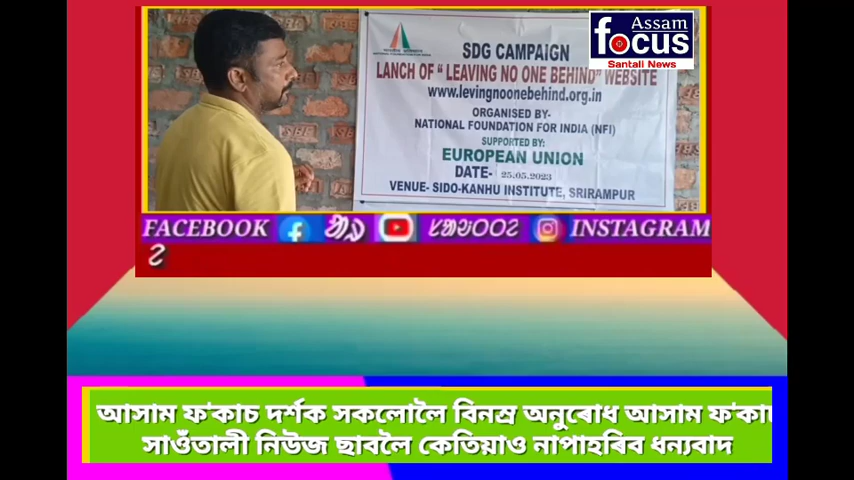 Assam
focus
Santali News
SDG CAMPAIGN
LANCH OF “ LEAVING NO ONE BEHIND” WEBSITE
www.levingnoonebehind.org.in
ORGANISED BY-
NATIONAL FOUNDATION FOR INDIA (NFI)
SUPPORTED BY:
EUROPEAN UNION
DATE- 25.05.2023
VENUE- SIDO-KANHU INSTITUTE, SRIRAMPUR
FACEBOOK INSTAGRAM
আসাম ফ'কাচ দৰ্শক সকলোলৈ বিনম্ৰ অনুৰোধ আসাম ফ'কাচ
সাওঁতালী নিউজ ছাবলৈ কেতিয়াও নাপাহৰিব ধন্যবাদ